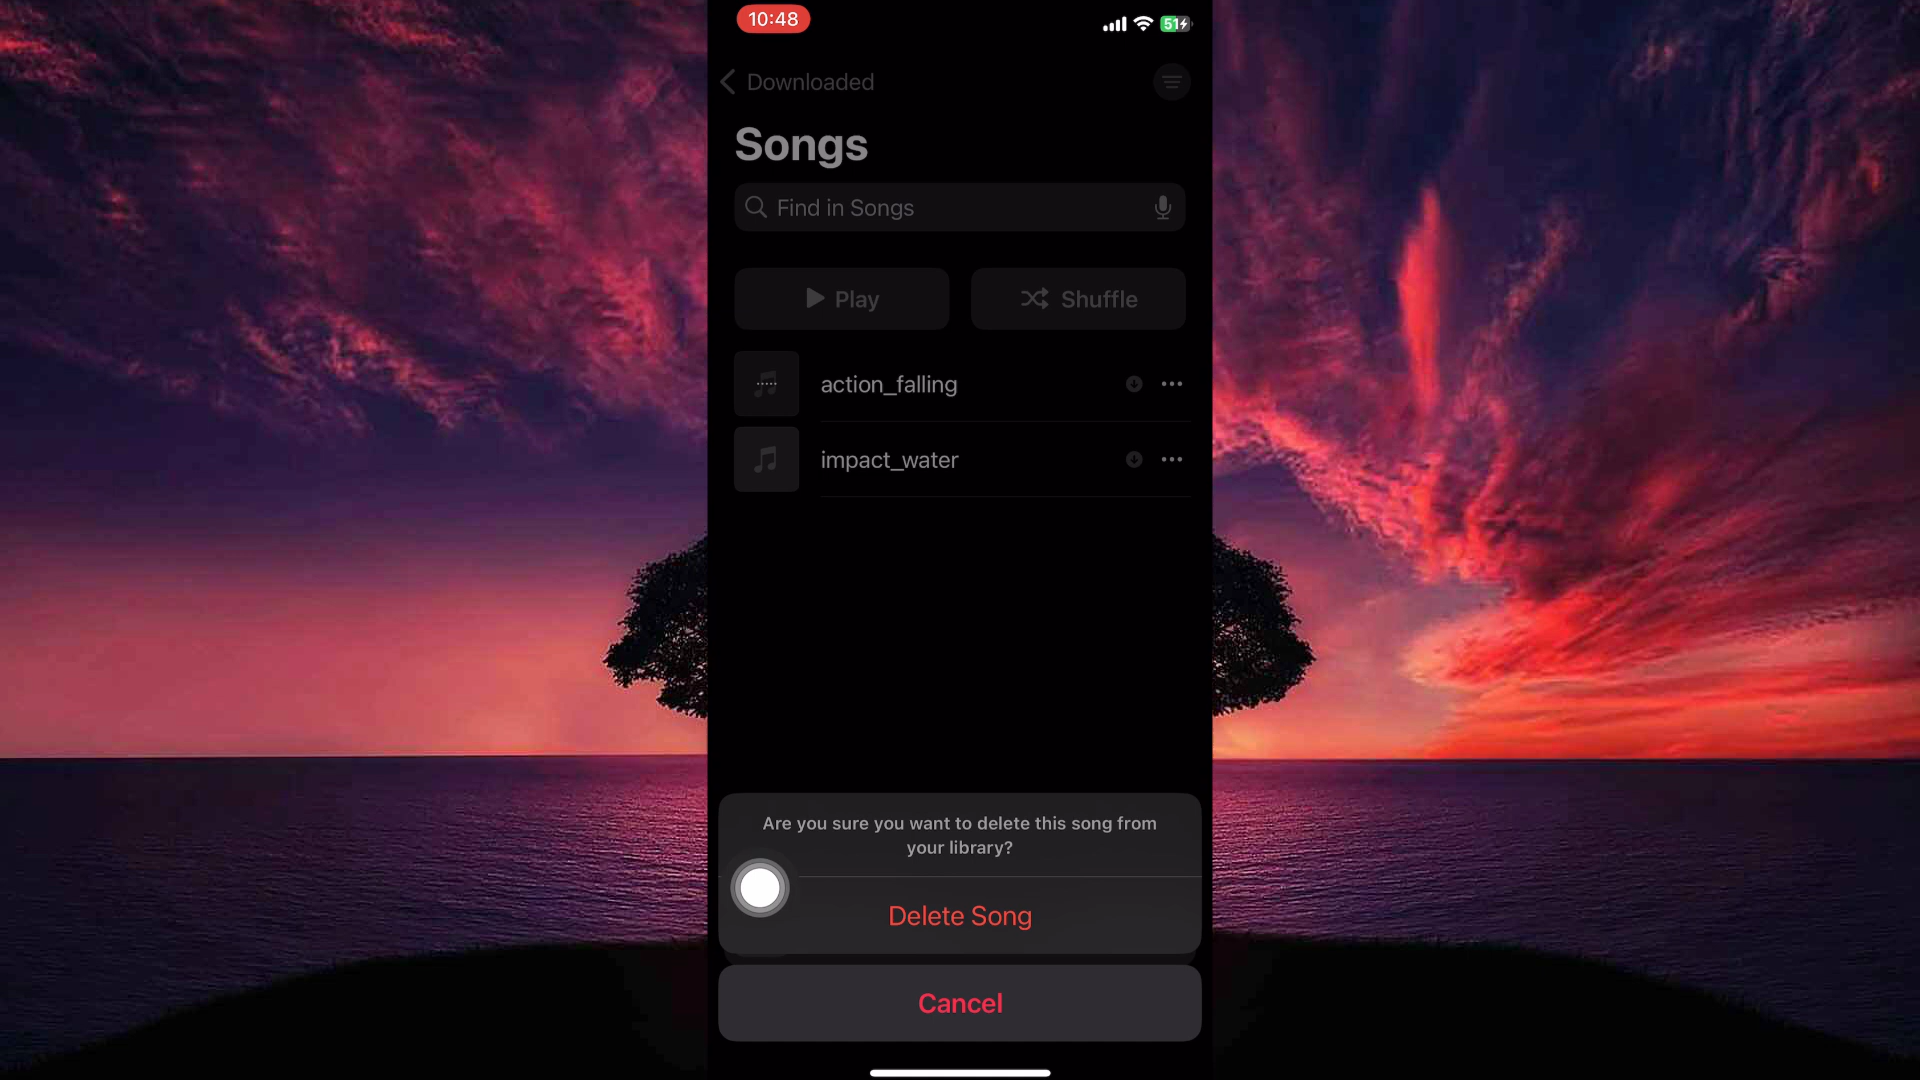 10:48
51
Downloaded
Songs
Find in Songs
Play
Shuffle
action_falling
impact_water
Are you sure you want to delete this song from
your library?
Delete Song
Cancel